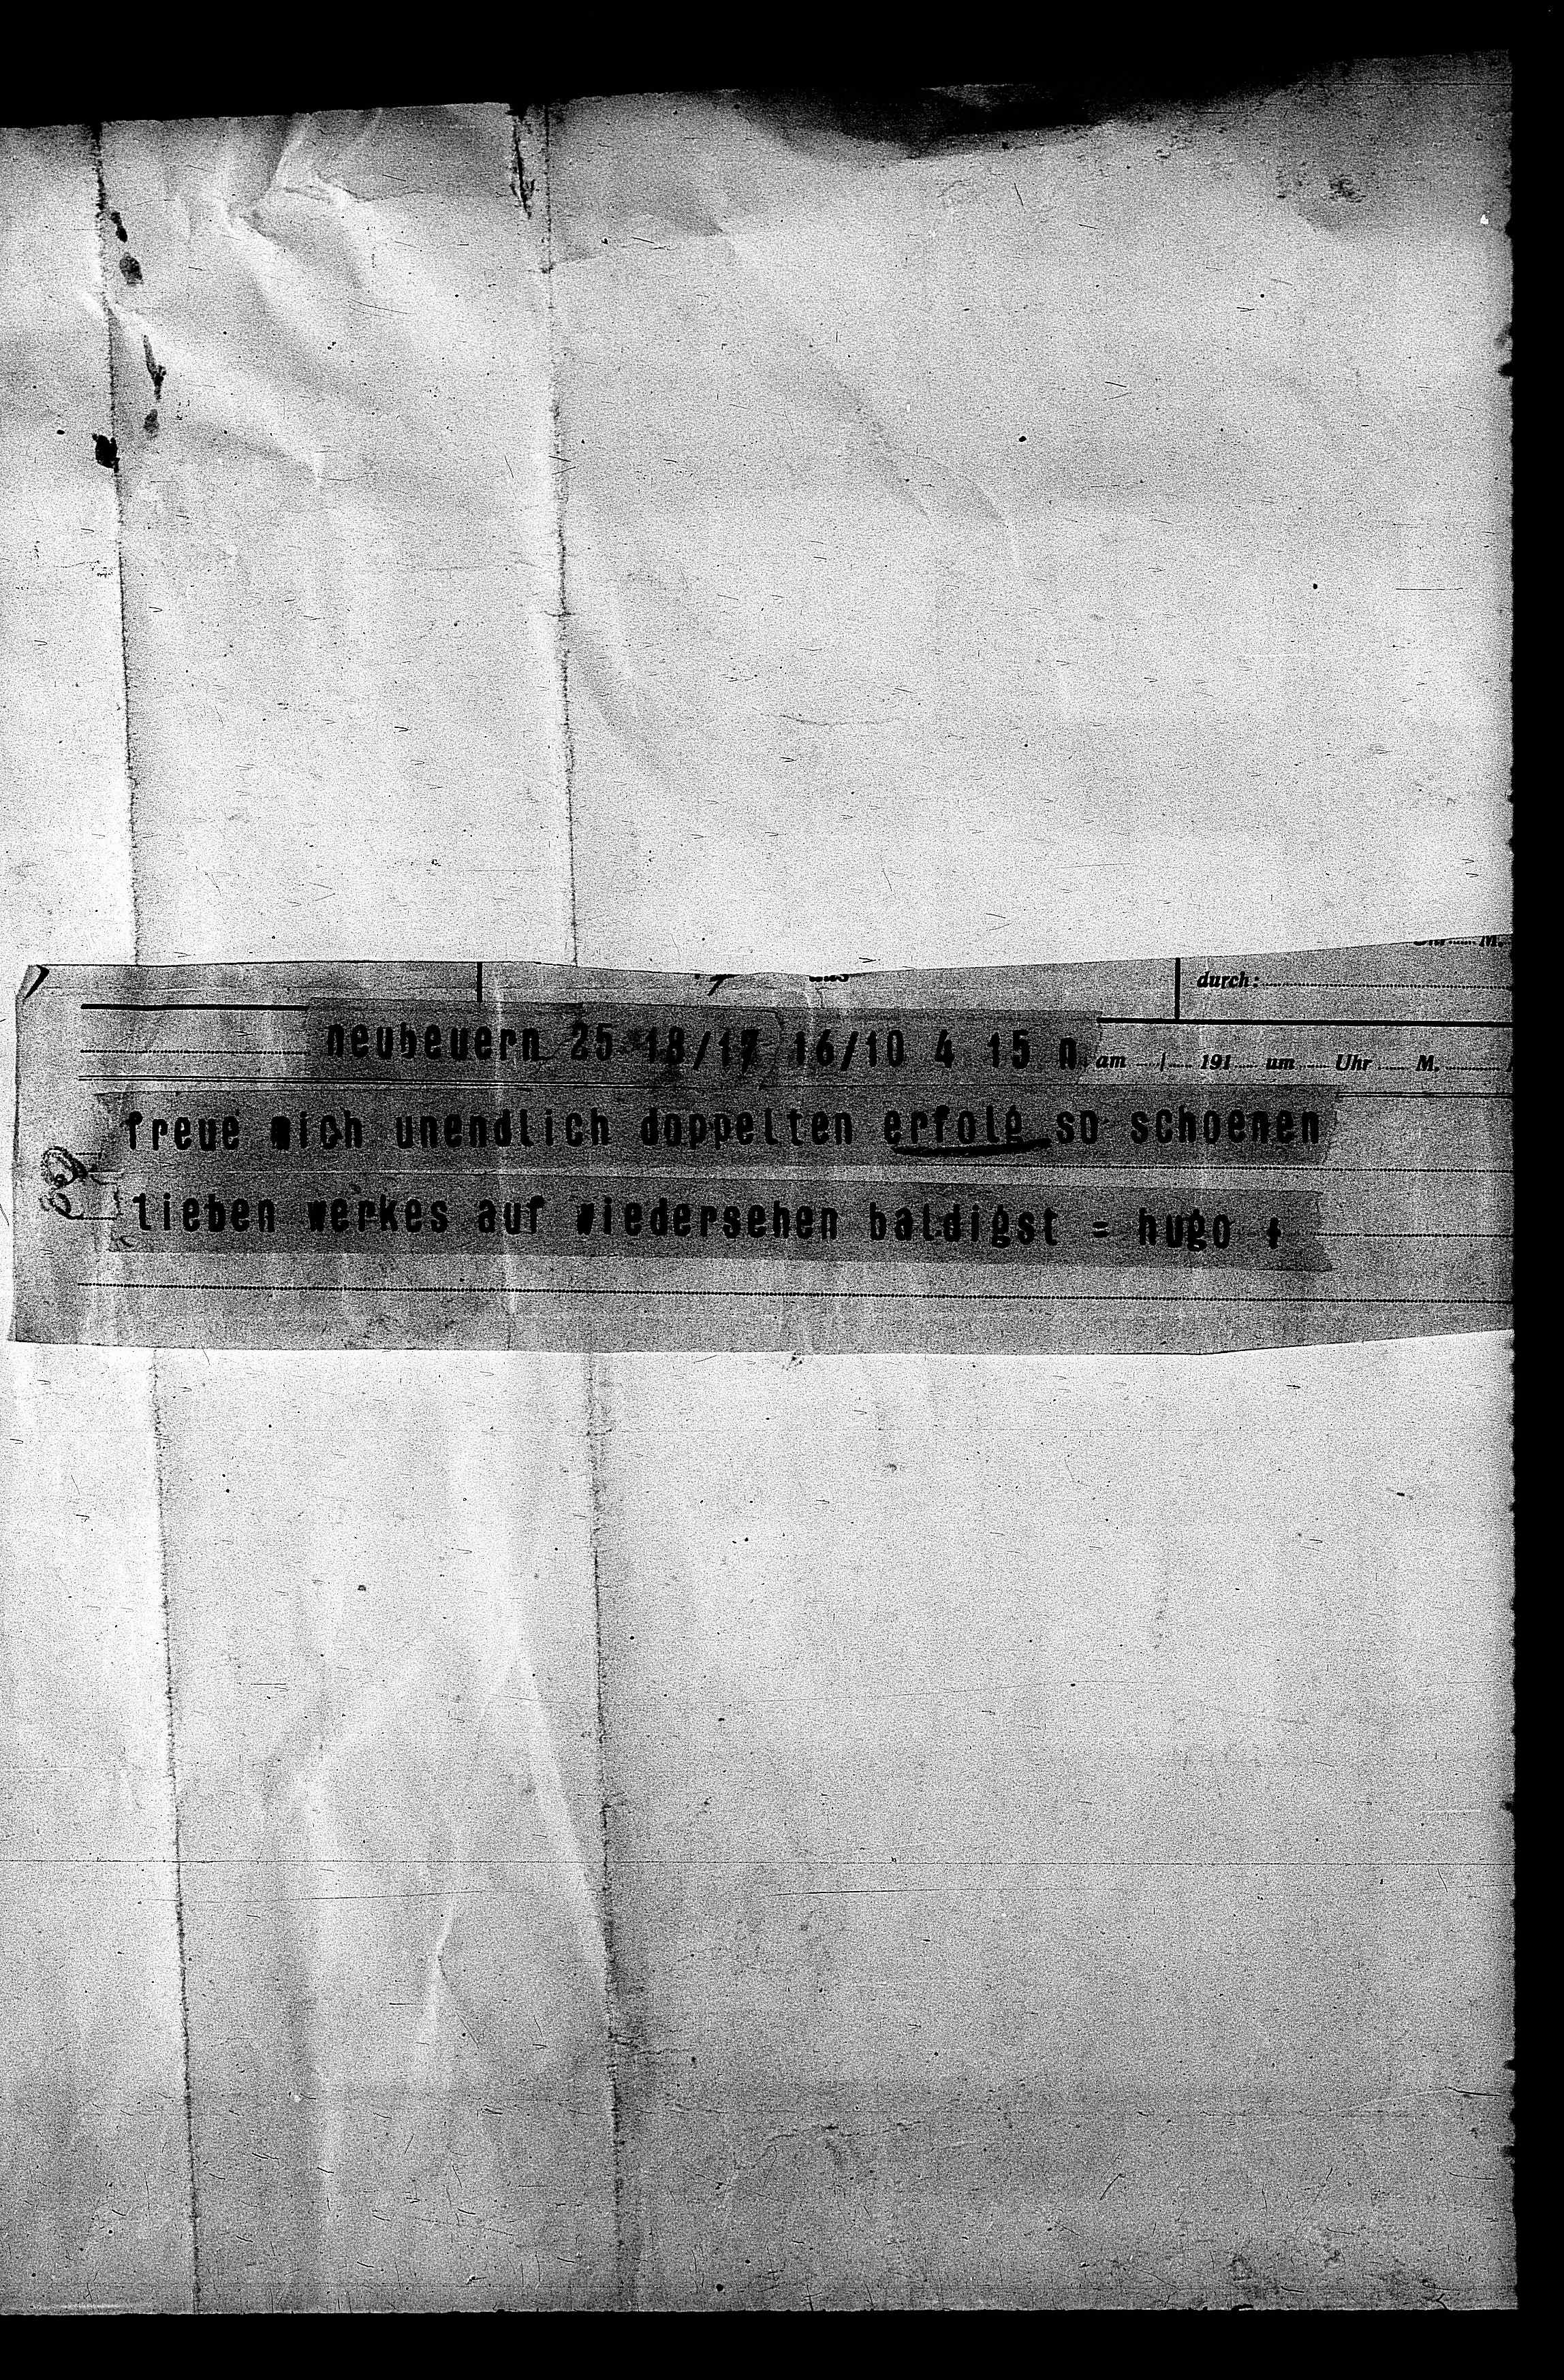 durch:
neubeuern 25 18/17 16/10 4 15 n am 191 um Uhr M.
freue mich unendlich doppelten erfolg so schoenen
lieben werkes auf wiedersehen baldigst = hugo +